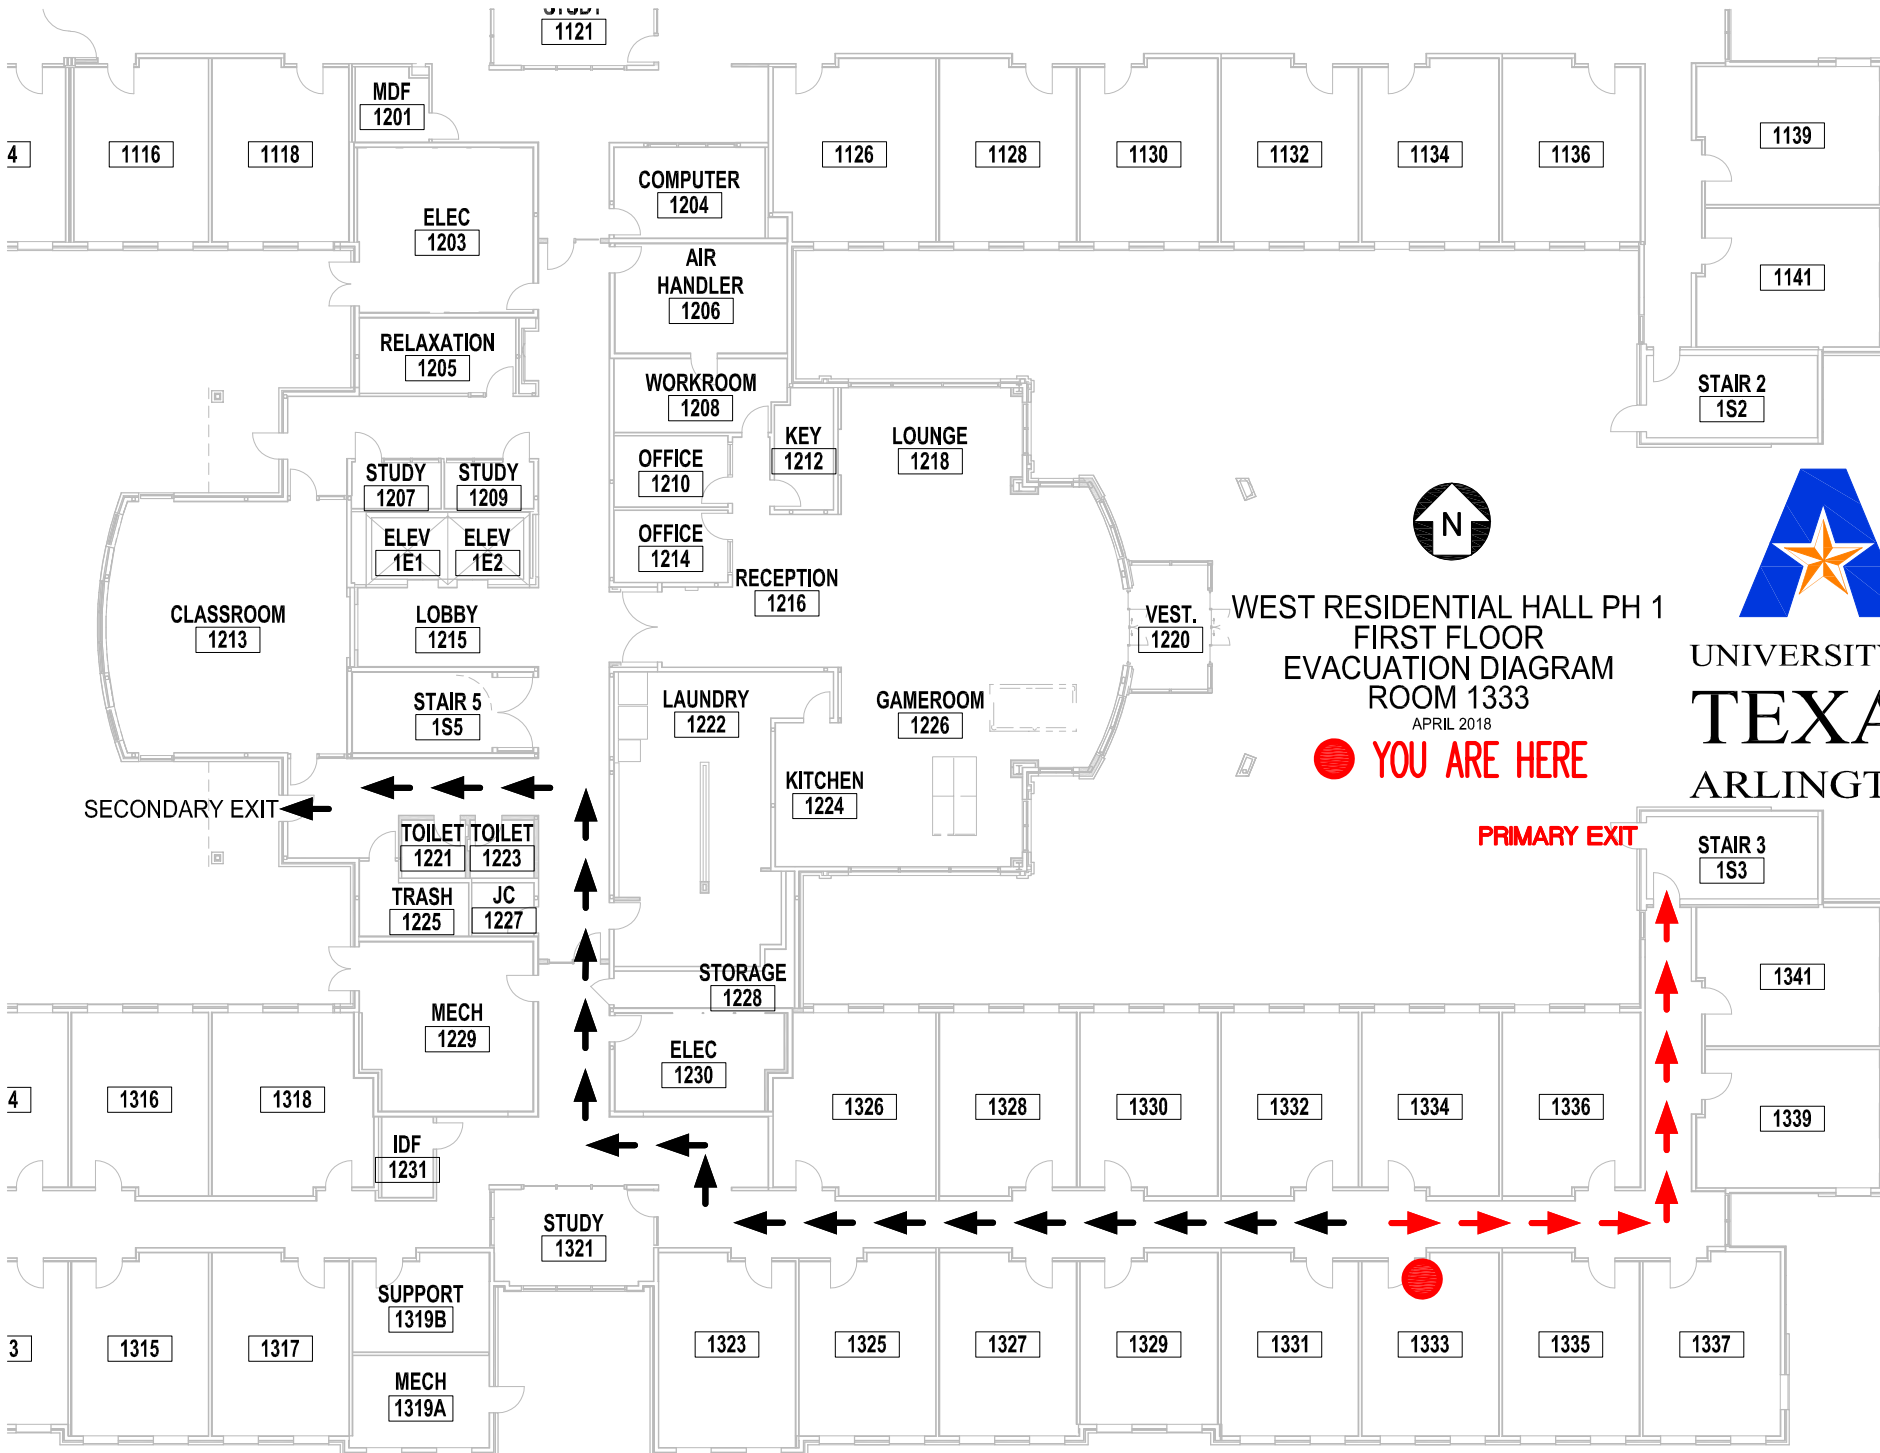 1121
MDF
1201
4
1116
1118
1126
1128
1130
1132
1134
1136
1139
COMPUTER
1204
ELEC
1203
AIR
HANDLER
1206
1141
RELAXATION
1205
WORKROOM
1208
STAIR 2
1S2
KEY
1212
LOUNGE
1218
OFFICE
1210
STUDY
1207
STUDY
1209
ELEV
1E1
ELEV
1E2
OFFICE
1214
N
RECEPTION
1216
CLASSROOM
1213
LOBBY
1215
VEST.
1220
WEST RESIDENTIAL HALL PH 1
FIRST FLOOR
EVACUATION DIAGRAM
ROOM 1333
APRIL 2018
YOU ARE HERE
UNIVERSITY
TEXA
ARLINGT
STAIR 5
1S5
LAUNDRY
1222
GAMEROOM
1226
KITCHEN
1224
SECONDARY EXIT
PRIMARY EXIT
STAIR 3
1S3
TOILET
1221
TOILET
1223
TRASH
1225
JC
1227
STORAGE
1228
1341
MECH
1229
ELEC
1230
4
1316
1318
1326
1328
1330
1332
1334
1336
1339
IDF
1231
STUDY
1321
SUPPORT
1319B
3
1315
1317
1323
1325
1327
1329
1331
1333
1335
1337
MECH
1319A